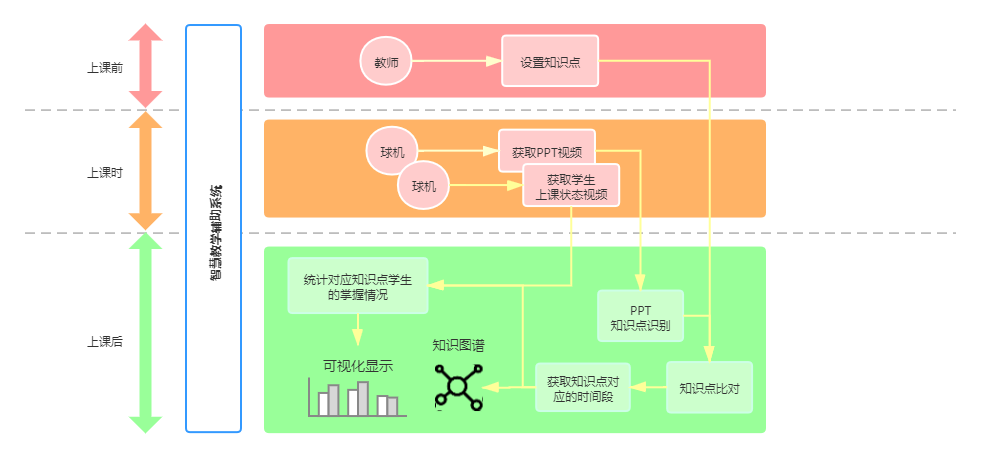 上课前
教师
设置知识点
上课时
球机
获取PPT视频
球机
获取学生
上课状态视频
智慧教学辅助系统
上课后
统计对应知识点学生
的掌握情况
PPT
知识点识别
知识图谱
可视化显示
获取知识点对
应的时间段
知识点比对